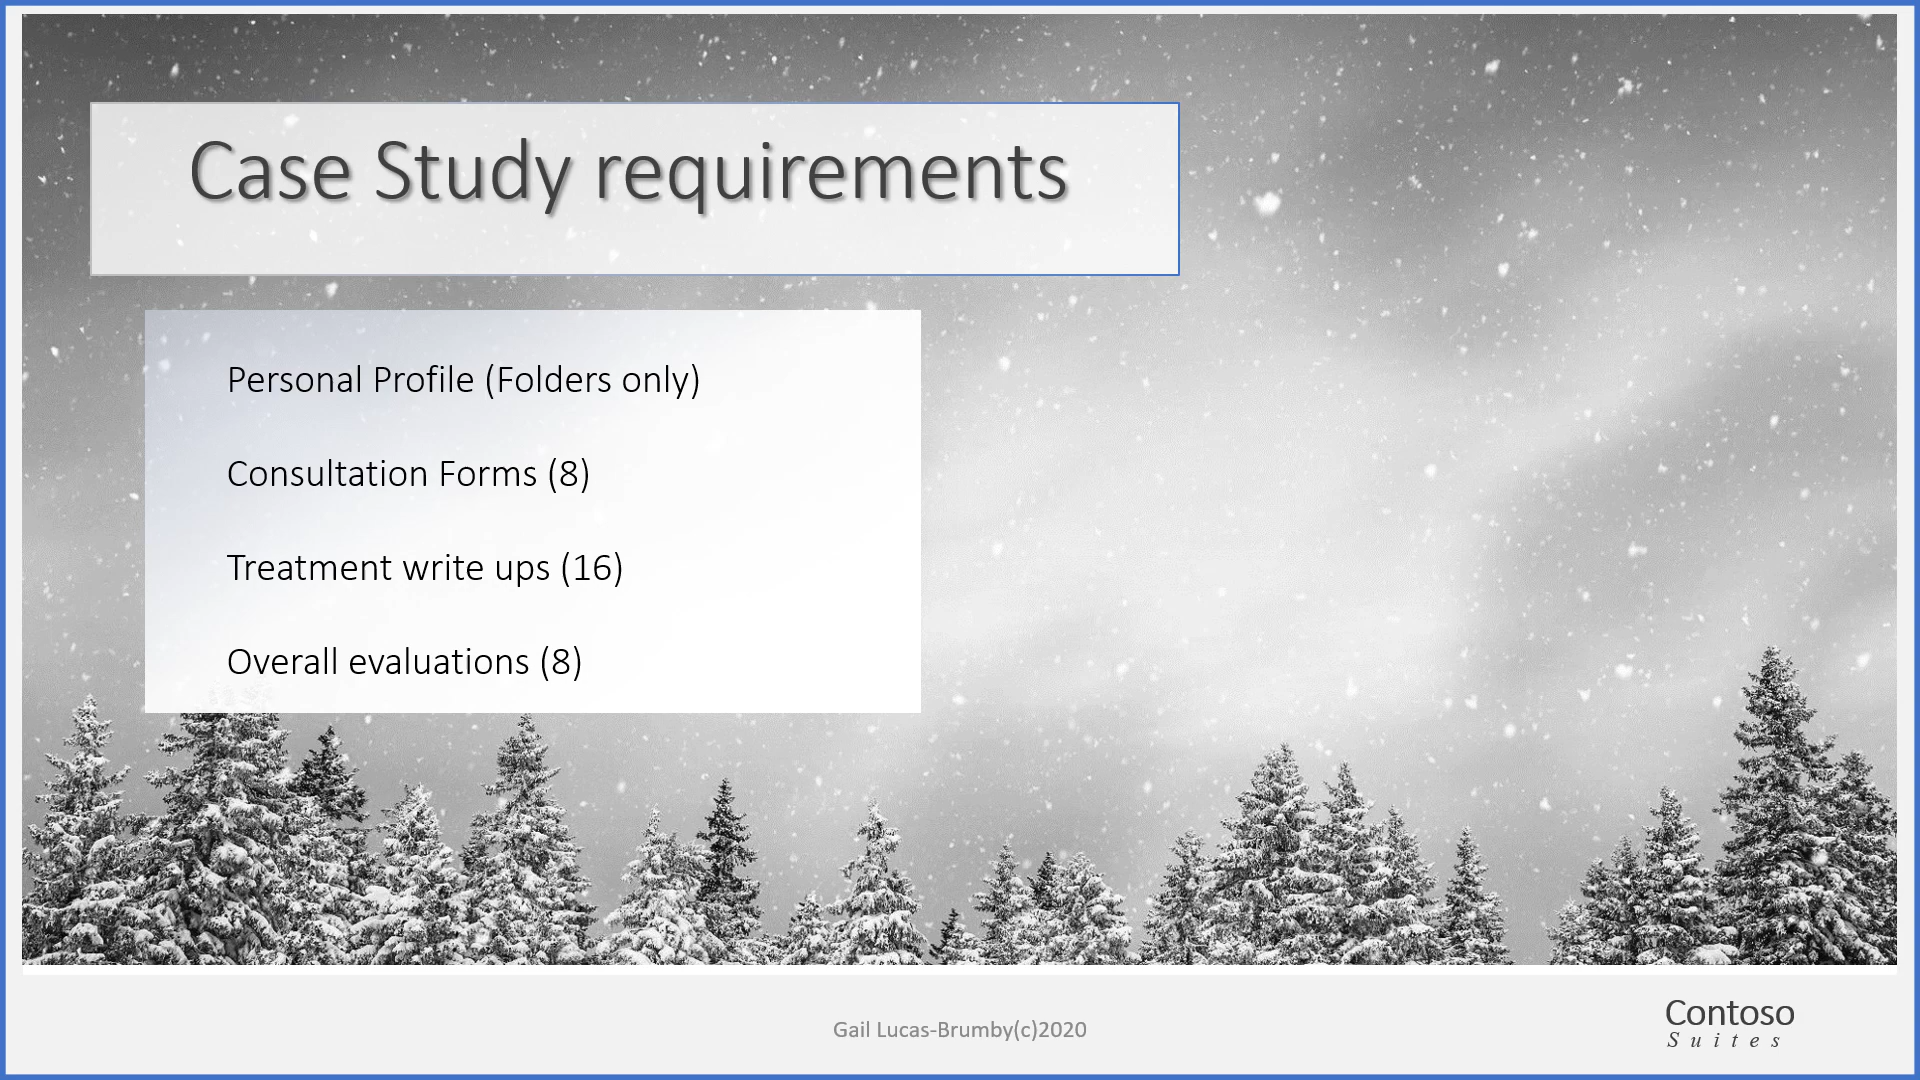 Case Study requirements
Personal Profile (Folders only)
Consultation Forms (8)
Treatment write ups (16)
Overall evaluations (8)
Gail Lucas-Brumby(c)2020
Contoso
Suites